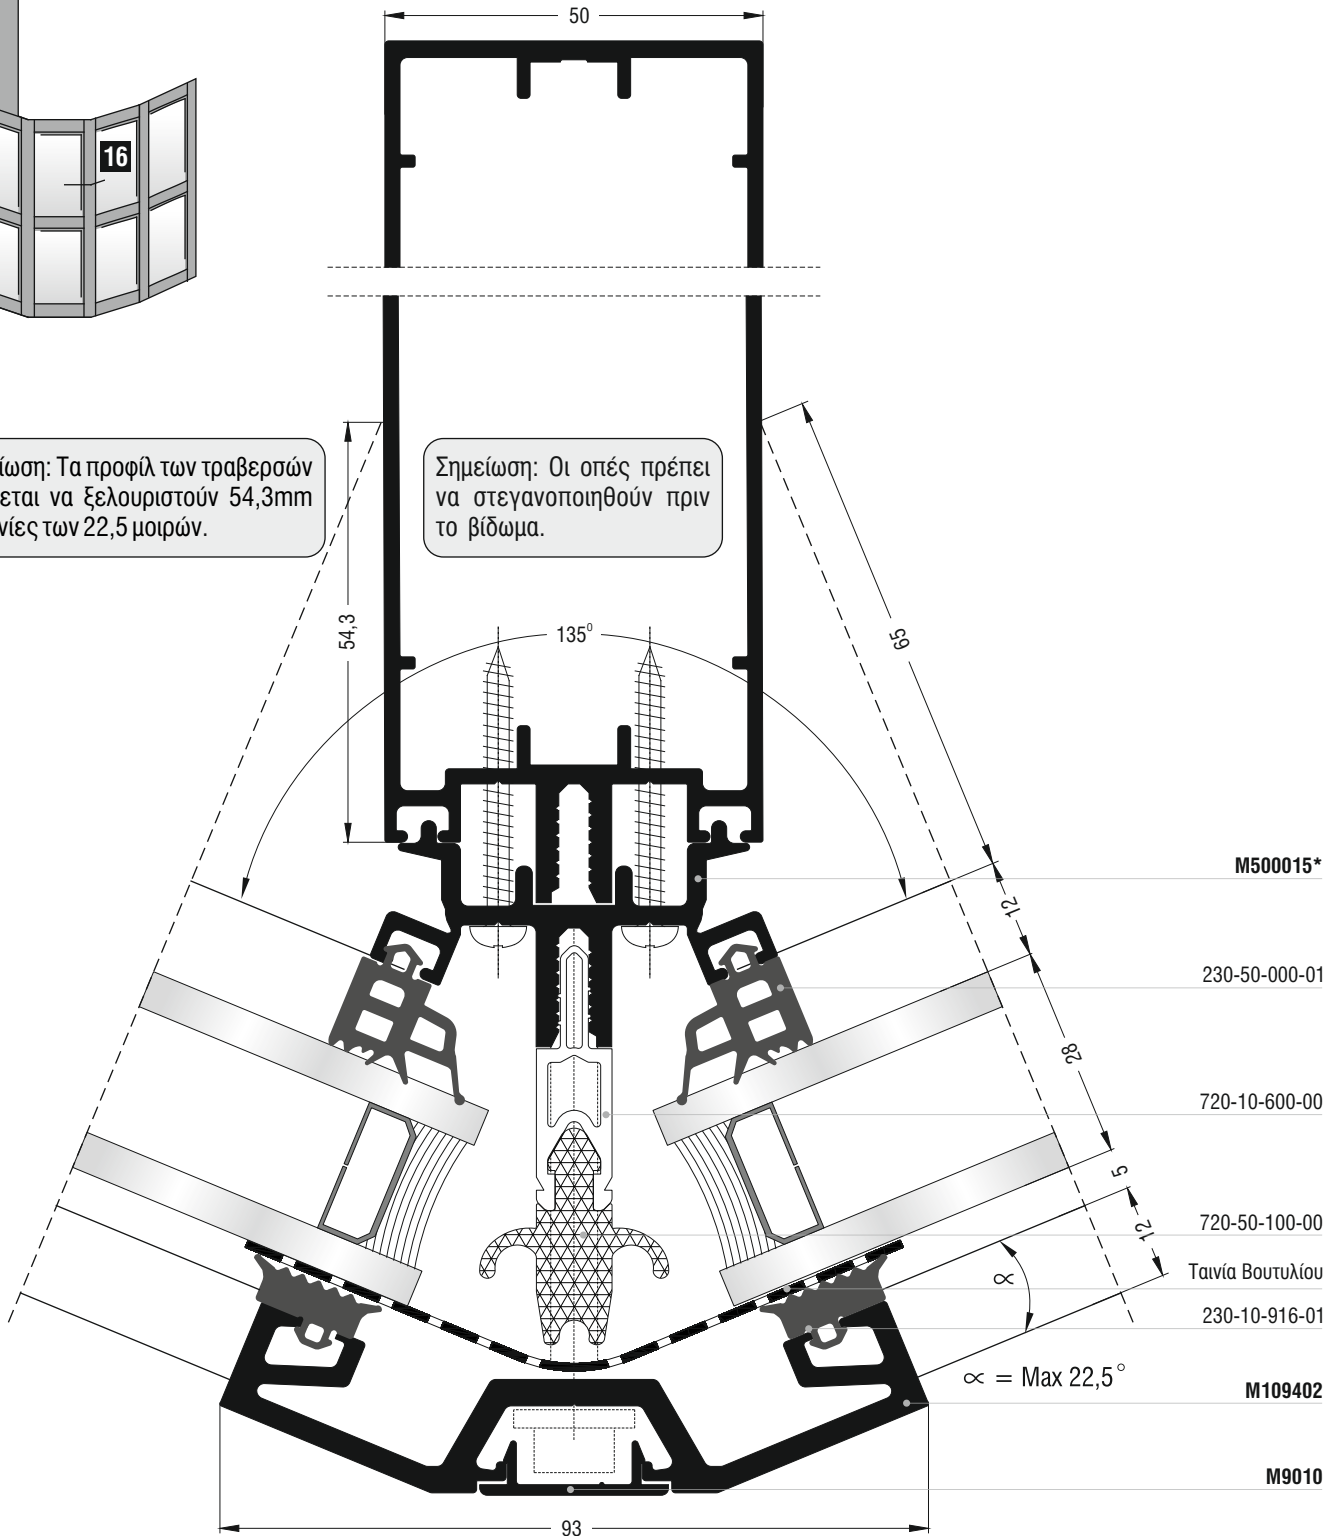 50
16
ίωση: Τα προφίλ των τραβερσών
εται να ξελουριστούν 54,3mm
νίες των 22,5 μοιρών.
Σημείωση: Οι οπές πρέπει
να στεγανοποιηθούν πριν
το βίδωμα.
54,3
135⁰
65
M500015*
12
230-50-000-01
28
720-10-600-00
5
12
720-50-100-00
Ταινία Βουτυλίου
∝
230-10-916-01
∝ = Max 22,5°
M109402
M9010
93